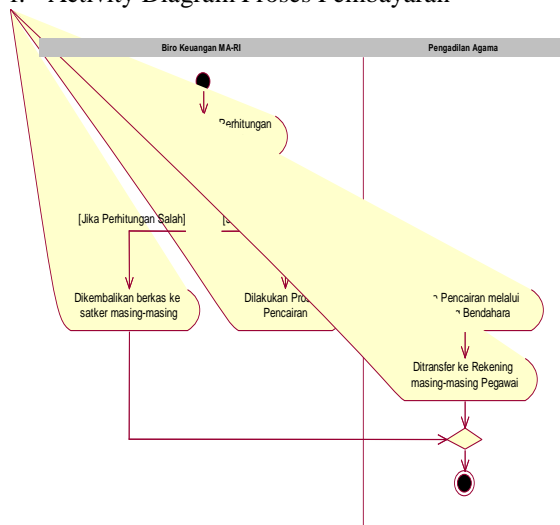 Activity Diagram Proses Pembayaran
Biro Keuangan MA-RI
Pengadilan Agama
Perhitungan
[Jika Perhitungan Salah]
Dikembalikan berkas ke
satker masing-masing
Dilakukan
Pencairan
Pencairan melalui
Bendahara
Ditransfer ke Rekening
masing-masing Pegawai